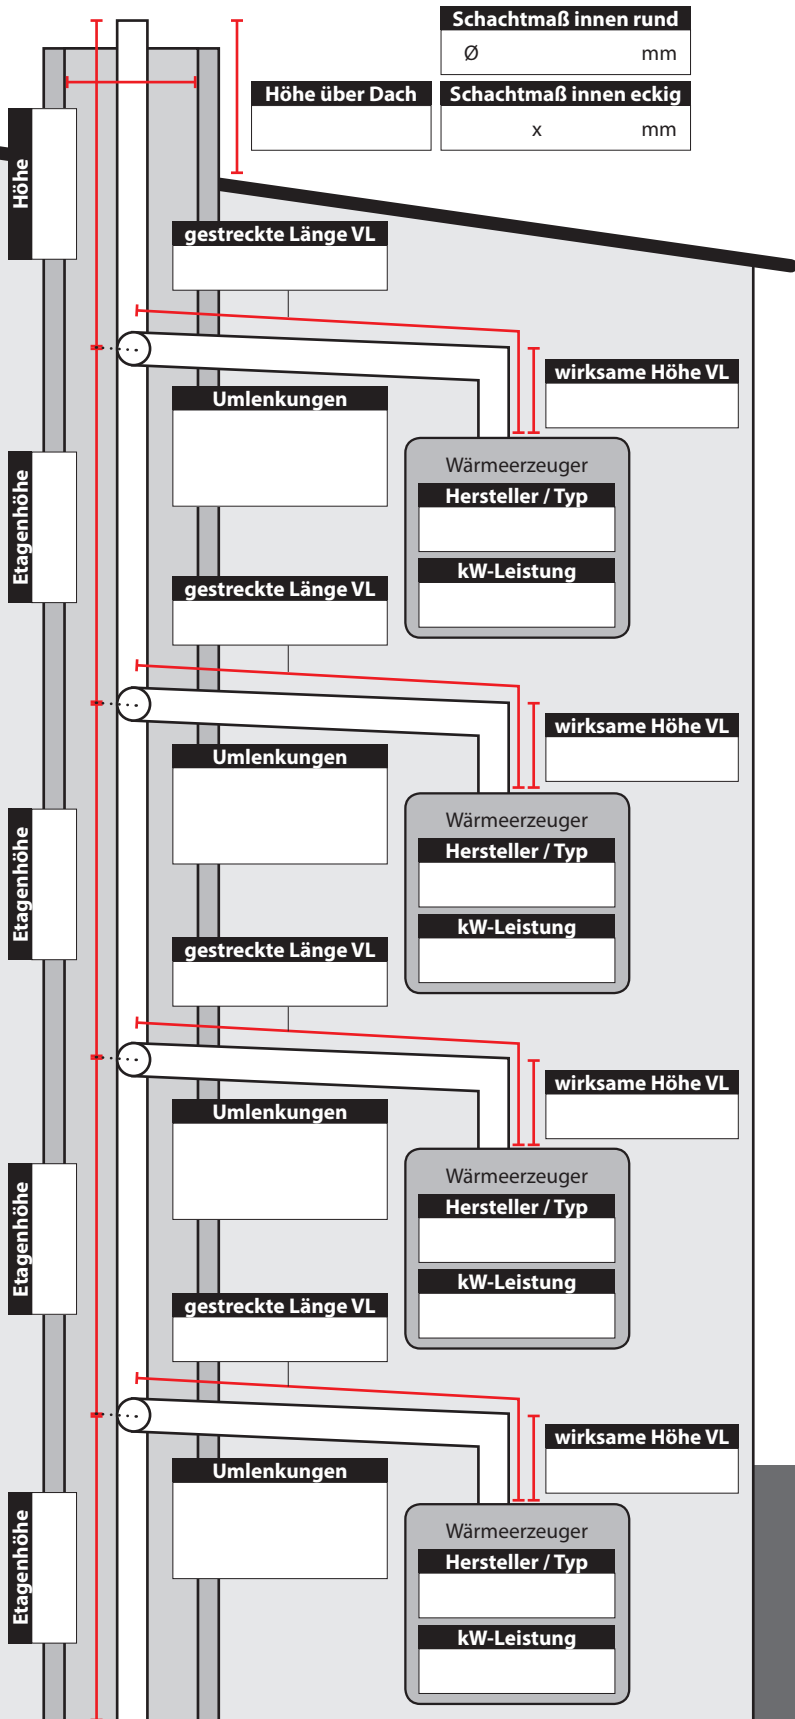 Schachtmaß innen rund
Ø mm
Höhe über Dach
Schachtmaß innen eckig
x mm
Höhe
gestreckte Länge VL
wirksame Höhe VL
Umlenkungen
Wärmeerzeuger
Hersteller / Typ
kW-Leistung
Etagenhöhe
gestreckte Länge VL
wirksame Höhe VL
Umlenkungen
Wärmeerzeuger
Hersteller / Typ
kW-Leistung
Etagenhöhe
gestreckte Länge VL
wirksame Höhe VL
Umlenkungen
Wärmeerzeuger
Hersteller / Typ
kW-Leistung
Etagenhöhe
gestreckte Länge VL
wirksame Höhe VL
Umlenkungen
Wärmeerzeuger
Hersteller / Typ
kW-Leistung
Etagenhöhe